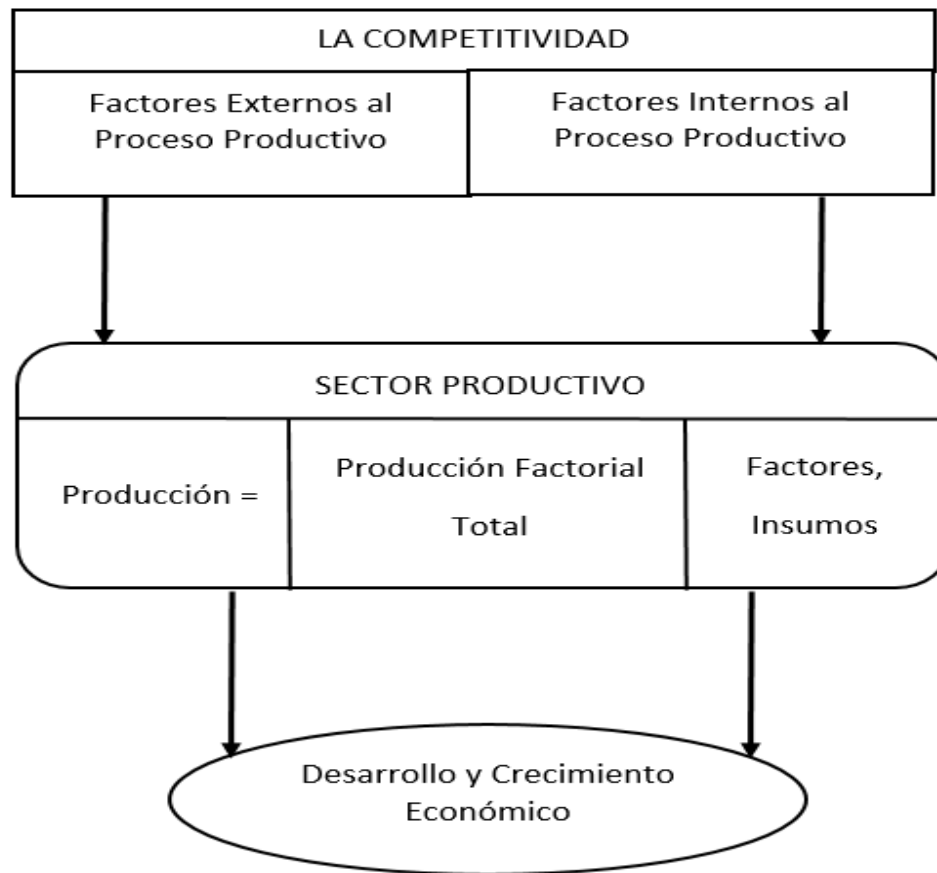 LA COMPETITIVIDAD
Factores Externos al
Proceso Productivo
Factores Internos al
Proceso Productivo
SECTOR PRODUCTIVO
Producción =
Producción Factorial
Total
Factores,
Insumos
Desarrollo y Crecimiento
Económico